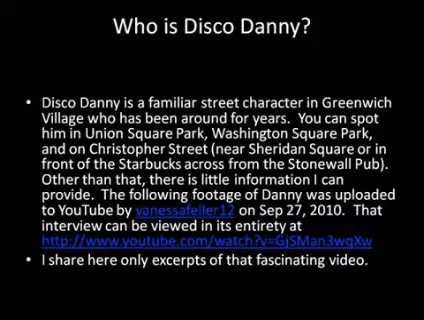 Who is Disco Danny?
• Disco Danny is a familiar street character in Greenwich
Village who has been around for years.  You can spot
him in Union Square Park, Washington Square Park,
and on Christopher Street (near Sheridan Square or in
front of the Starbucks across from the Stonewall Pub).
Other than that, there is little information I can
provide.  The following footage of Danny was uploaded
to YouTube by vanessafeller12 on Sep 27, 2010.  That
interview can be viewed in its entirety at
http://www.youtube.com/watch?v=GjSMan3wqXw
• I share here only excerpts of that fascinating video.